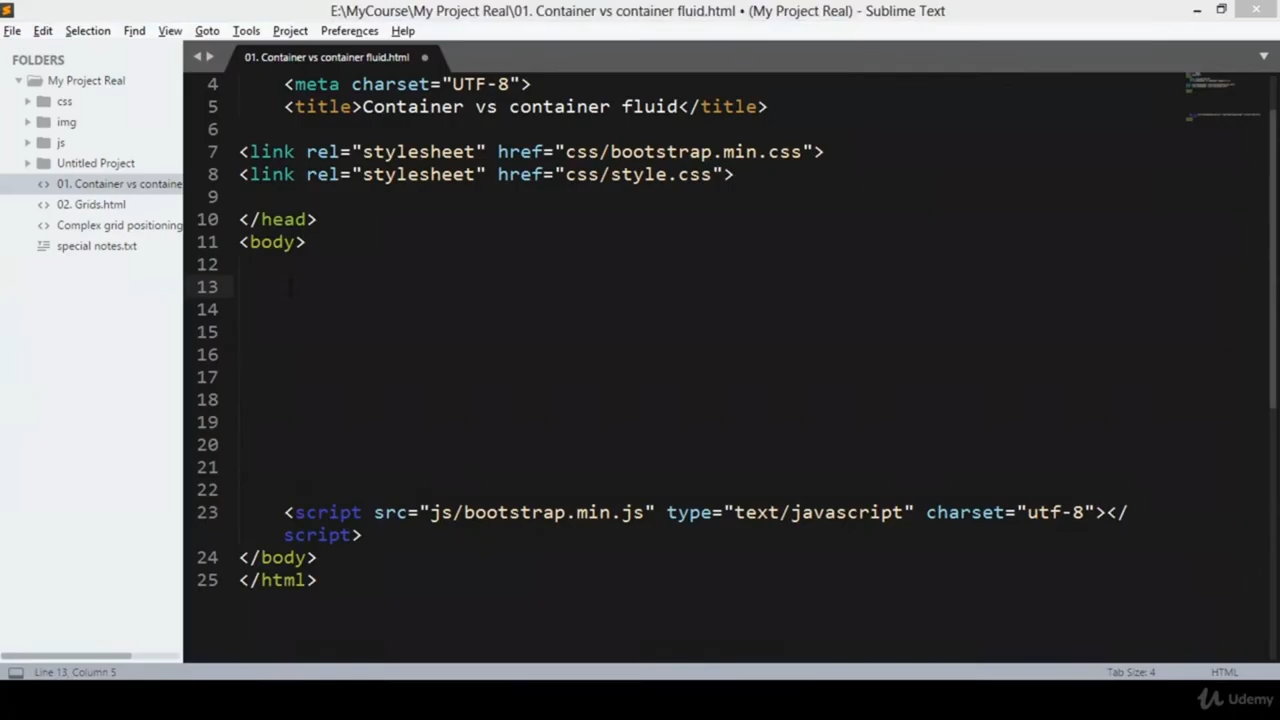 E:\MyCourse\My Project Real\01. Container vs container fluid.html • (My Project Real) - Sublime Text
File Edit Selection Find View Goto Tools Project Preferences Help
FOLDERS
My Project Real
css
img
js
Untitled Project
01. Container vs containe
02. Grids.html
Complex grid positioning
special notes.txt
01. Container vs container fluid.html
4 <meta charset="UTF-8">
5 <title>Container vs container fluid</title>
6
7 <link rel="stylesheet" href="css/bootstrap.min.css">
8 <link rel="stylesheet" href="css/style.css">
9
10 </head>
11 <body>
12
13
14
15
16
17
18
19
20
21
22
23 <script src="js/bootstrap.min.js" type="text/javascript" charset="utf-8"></
script>
24 </body>
25 </html>
Line 13, Column 5
Tab Size: 4
HTML
Udemy